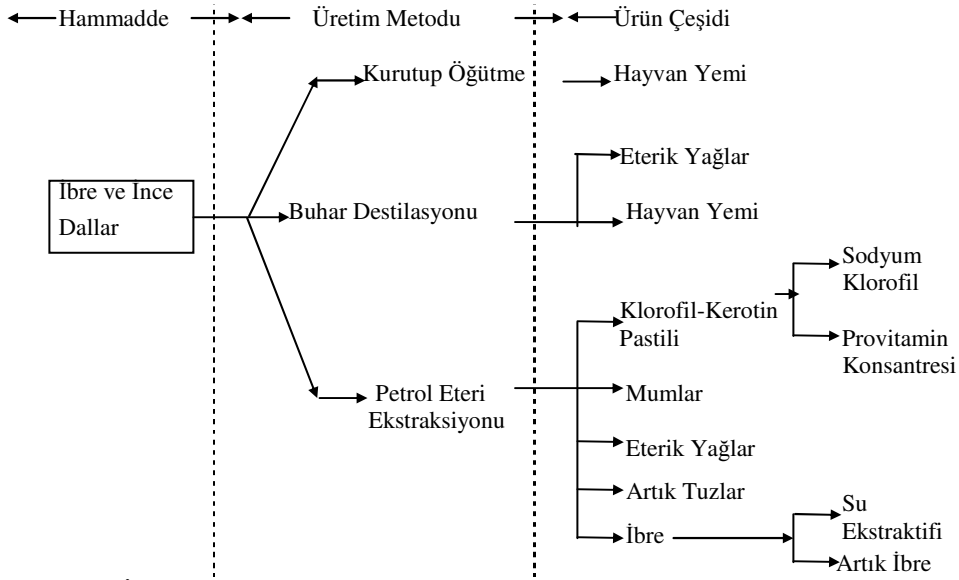 Hammadde
Üretim Metodu
Ürün Çeşidi
Kurutup Öğütme
Hayvan Yemi
Eterik Yağlar
İbre ve İnce
Dallar
Buhar Destilasyonu
Hayvan Yemi
Sodyum
Klorofil
Klorofil-Kerotin
Pastili
Provitamin
Konsantresi
Petrol Eteri
Ekstraksiyonu
Mumlar
Eterik Yağlar
Artık Tuzlar
İbre
Su
Ekstraktifi
Artık İbre